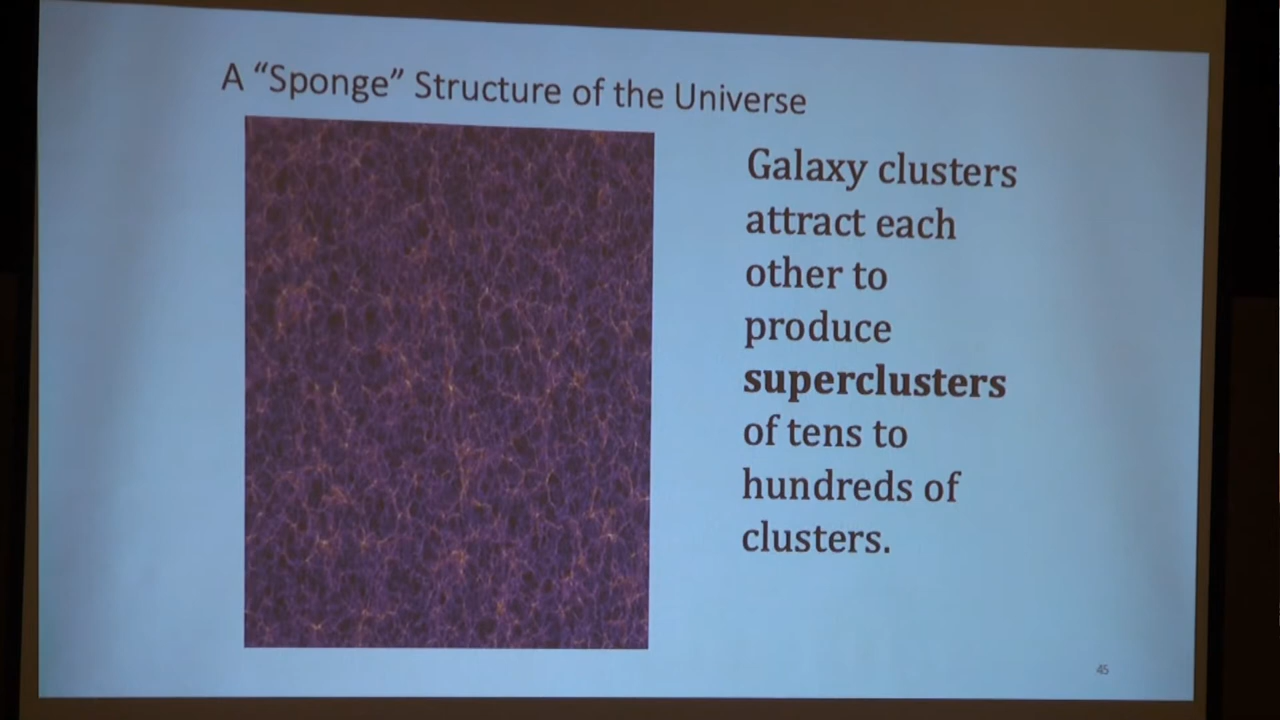 A “Sponge” Structure of the Universe
Galaxy clusters
attract each
other to
produce
superclusters
of tens to
hundreds of
clusters.
45